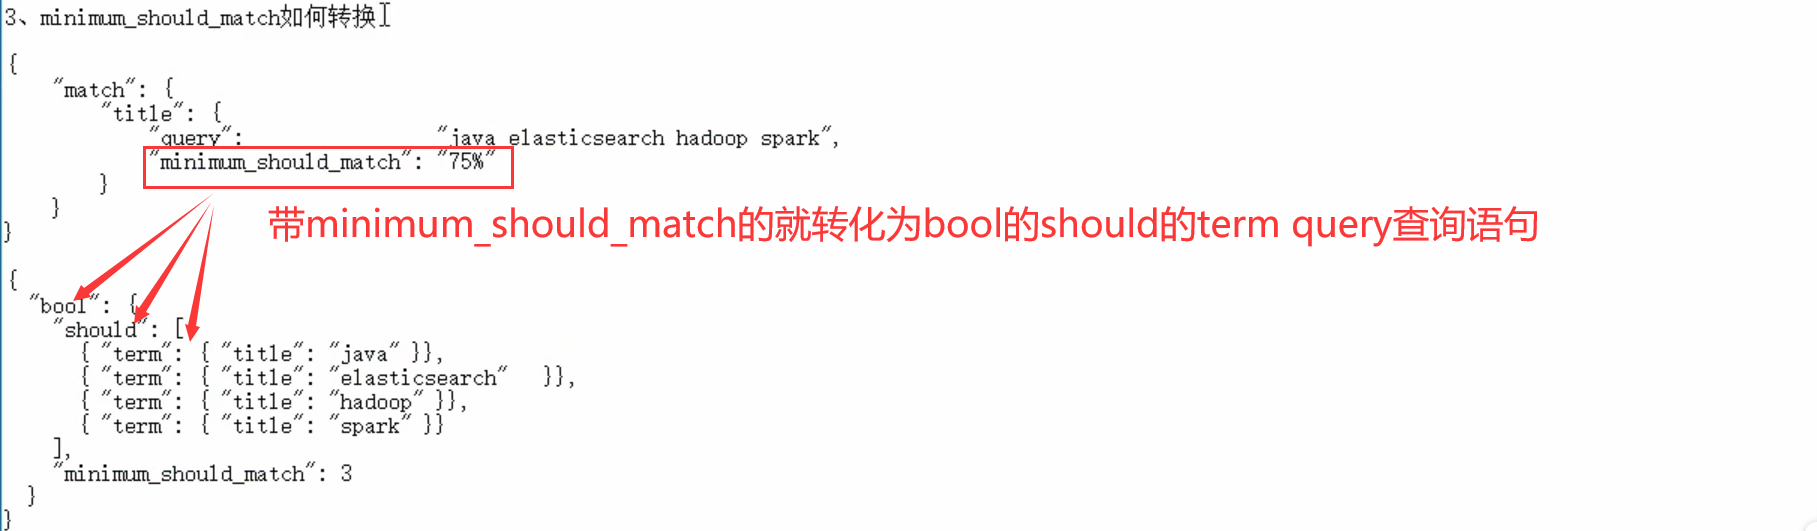 3、minimum_should_match如何转换
{
"match": {
"title": {
"query": "java elasticsearch hadoop spark",
"minimum_should_match": "75%"
}
}
带minimum_should_match的就转化为bool的should的term query查询语句
}
{
"bool": {
"should": [
{ "term": { "title": "java" }},
{ "term": { "title": "elasticsearch" }},
{ "term": { "title": "hadoop" }},
{ "term": { "title": "spark" }}
],
"minimum_should_match": 3
}
}